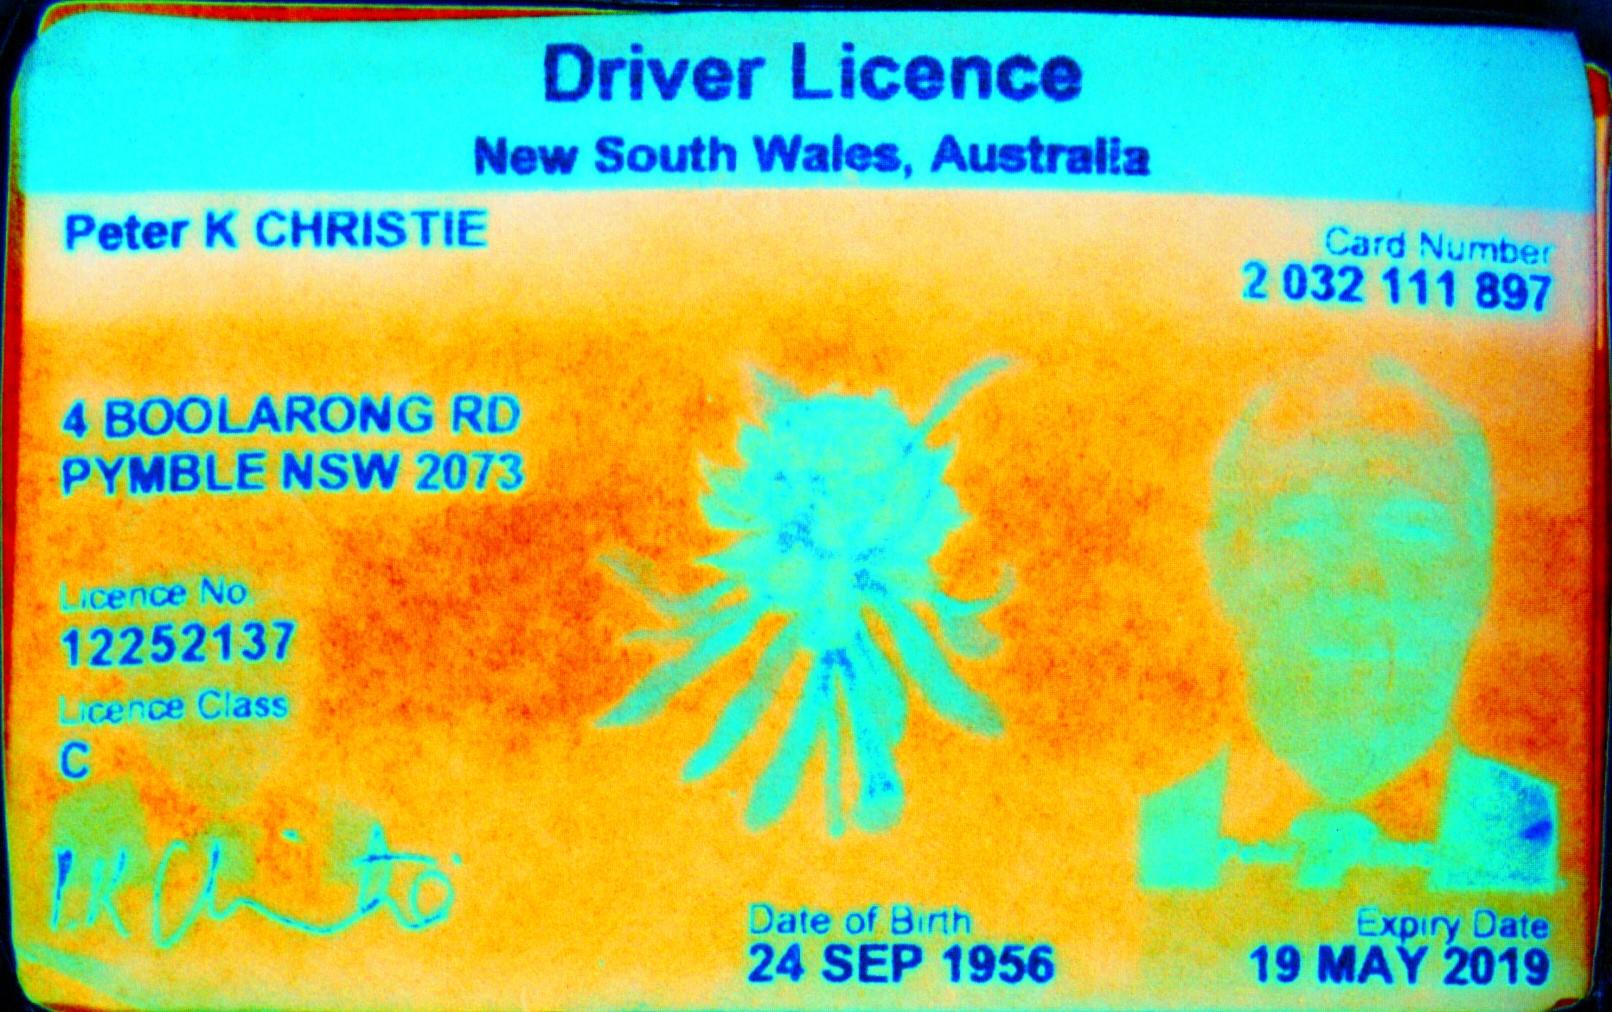 Driver Licence
New South Wales, Australia
Peter K CHRISTIE
Card Number
2 032 111 897
4 BOOLARONG RD
PYMBLE NSW 2073
Licence No
12252137
Licence Class
C
P K Christie
Date of Birth
24 SEP 1956
Expiry Date
19 MAY 2019